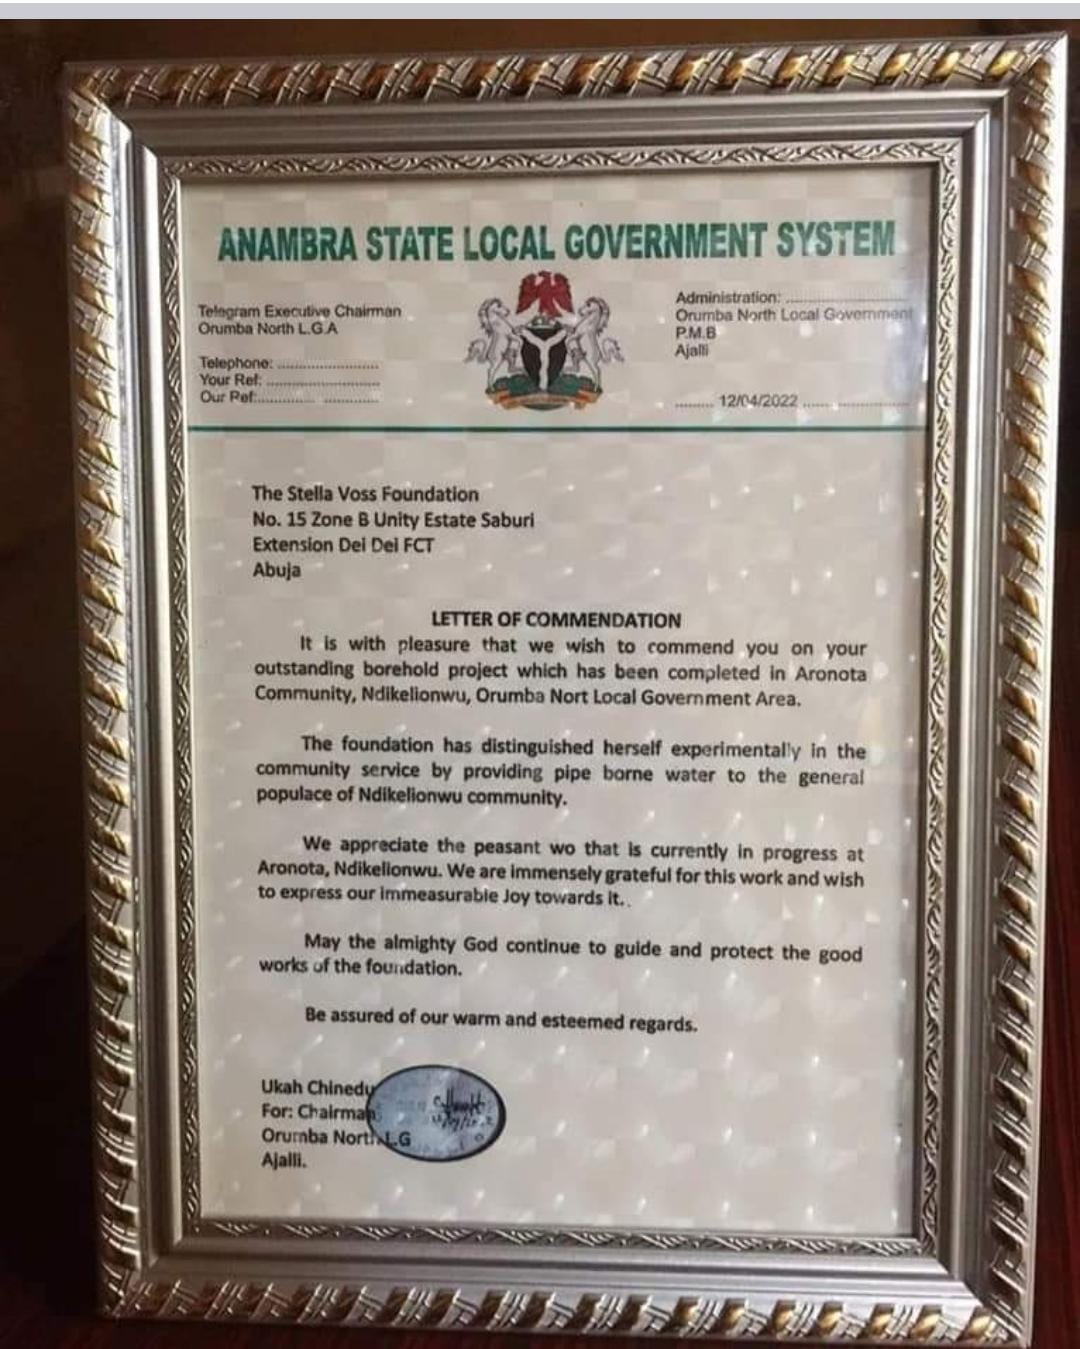 ANAMBRA STATE LOCAL GOVERNMENT SYSTEM
Telegram Executive Chairman
Orumba North L.G.A
Telephone: ........................
Your Ref: ...........................
Our Ref:.............. .............
Administration: .............................
Orumba North Local Government
P.M.B
Ajalli
......... 12/04/2022 ...... .................
The Stella Voss Foundation
No. 15 Zone B Unity Estate Saburi
Extension Dei Dei FCT
Abuja
LETTER OF COMMENDATION
It is with pleasure that we wish to commend you on your
outstanding borehold project which has been completed in Aronota
Community, Ndikelionwu, Orumba Nort Local Government Area.
The foundation has distinguished herself experimentally in the
community service by providing pipe borne water to the general
populace of Ndikelionwu community.
We appreciate the peasant wo that is currently in progress at
Aronota, Ndikelionwu. We are immensely grateful for this work and wish
to express our immeasurable Joy towards it..
May the almighty God continue to guide and protect the good
works of the foundation.
Be assured of our warm and esteemed regards.
Ukah Chinedu
For: Chairman
Orumba North L.G
Ajalli.